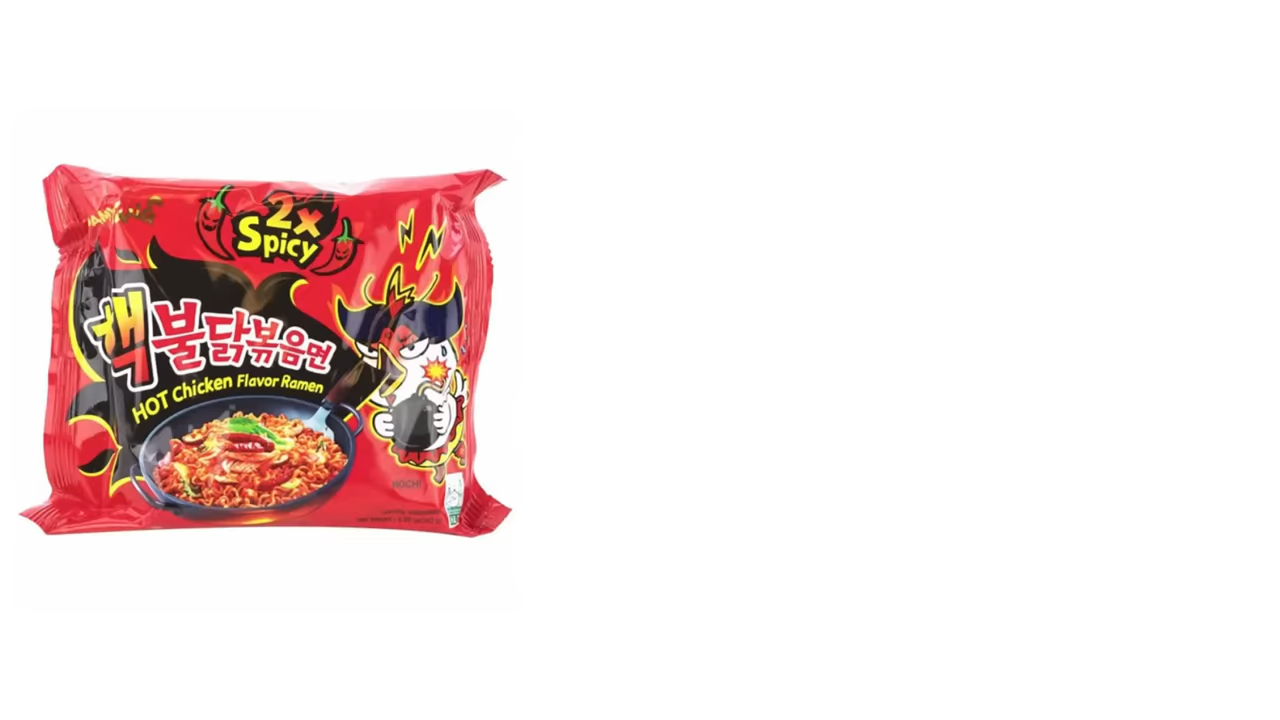 2x
Spicy
핵불닭볶음면
HOT Chicken Flavor Ramen
HOCHI